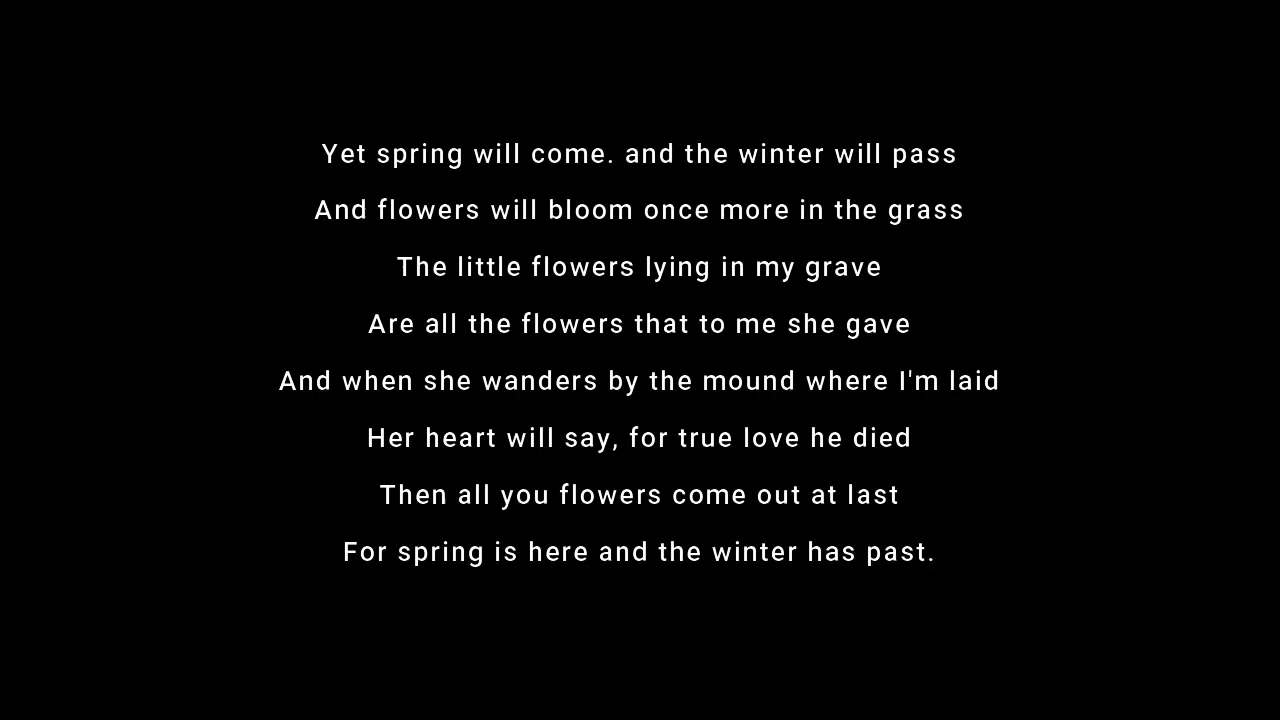 Yet spring will come. and the winter will pass
And flowers will bloom once more in the grass
The little flowers lying in my grave
Are all the flowers that to me she gave
And when she wanders by the mound where I'm laid
Her heart will say, for true love he died
Then all you flowers come out at last
For spring is here and the winter has past.